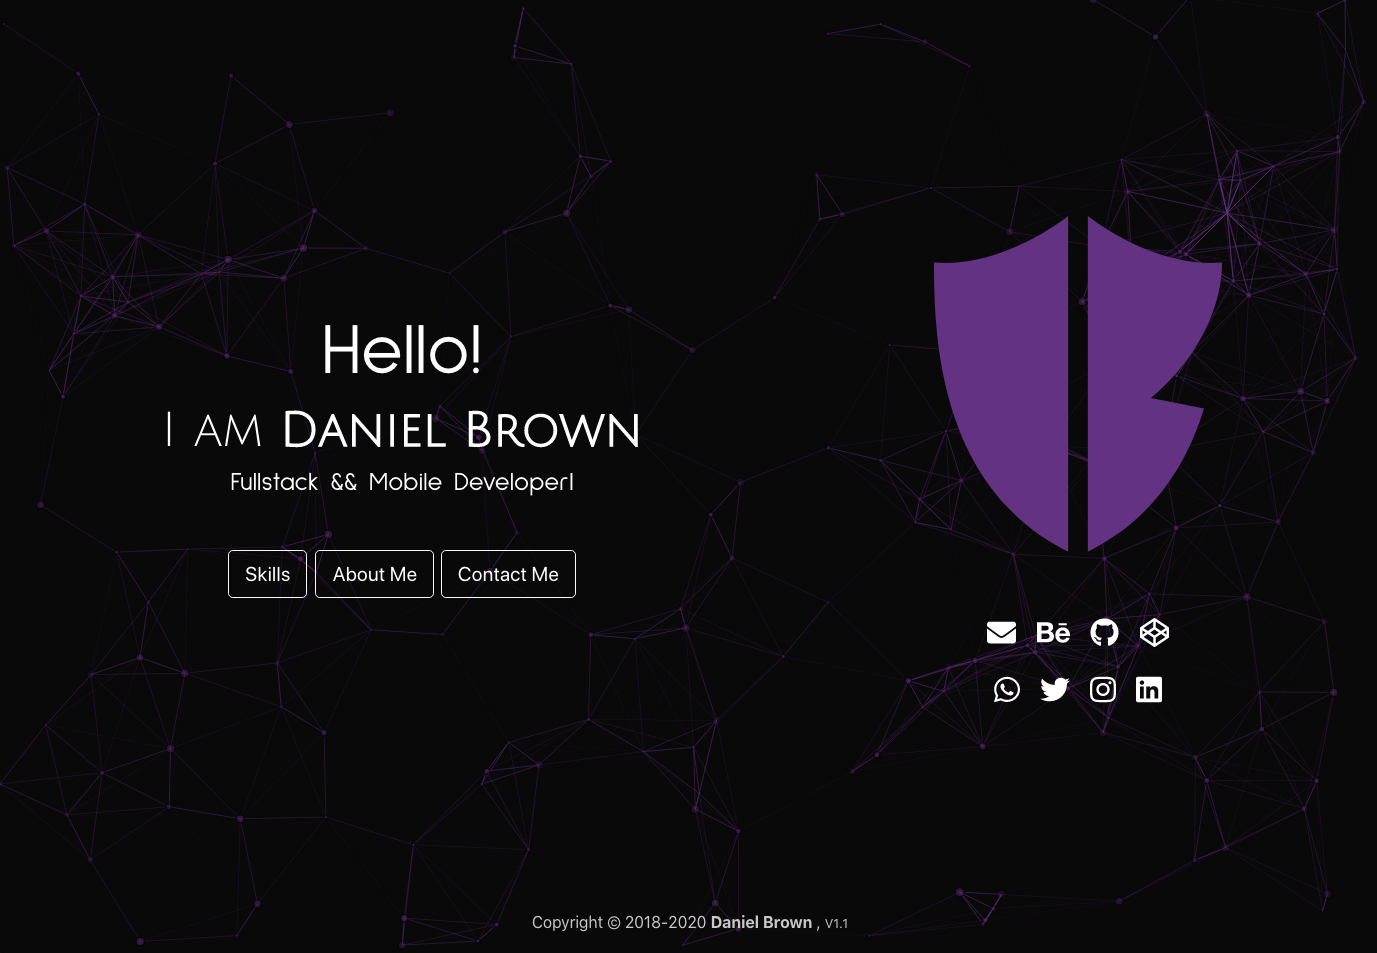 Hello!
I AM DANIEL BROWN
Fullstack && Mobile Developer|
Skills About Me Contact Me
Bē
in
Copyright © 2018-2020 Daniel Brown , V1.1